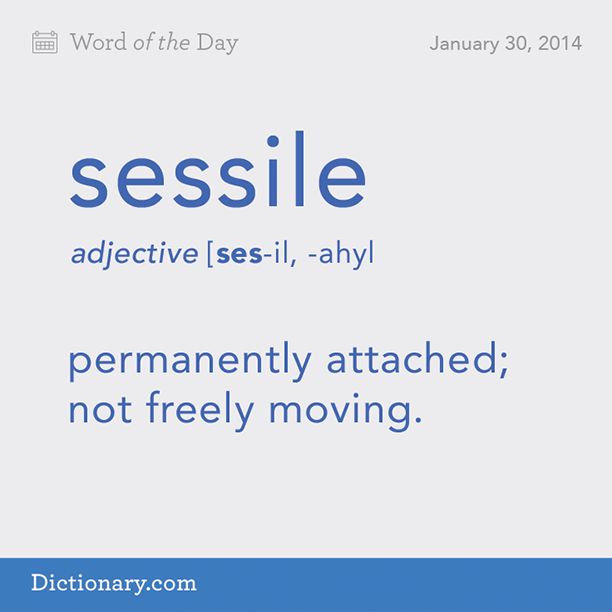 Word of the Day
January 30, 2014
sessile
adjective [ses-il, -ahyl
permanently attached;
not freely moving.
Dictionary.com